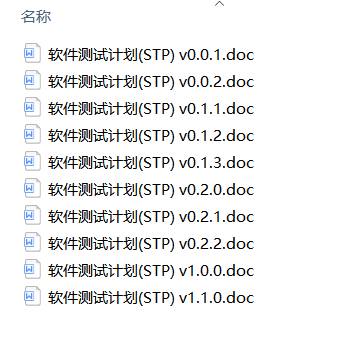 名称
软件测试计划(STP) v0.0.1.doc
软件测试计划(STP) v0.0.2.doc
软件测试计划(STP) v0.1.1.doc
软件测试计划(STP) v0.1.2.doc
软件测试计划(STP) v0.1.3.doc
软件测试计划(STP) v0.2.0.doc
软件测试计划(STP) v0.2.1.doc
软件测试计划(STP) v0.2.2.doc
软件测试计划(STP) v1.0.0.doc
软件测试计划(STP) v1.1.0.doc